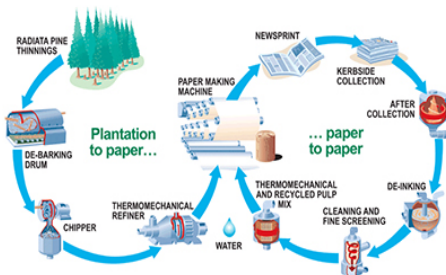 RADIATA PINE
THINNINGS
DE-BARKING
DRUM
CHIPPER
THERMOMECHANICAL
REFINER
Plantation
to paper...
PAPER MAKING
MACHINE
NEWSPRINT
KERBSIDE
COLLECTION
AFTER
COLLECTION
... paper
to paper
DE-INKING
CLEANING AND
FINE SCREENING
THERMOMECHANICAL
AND RECYCLED PULP
MIX
WATER